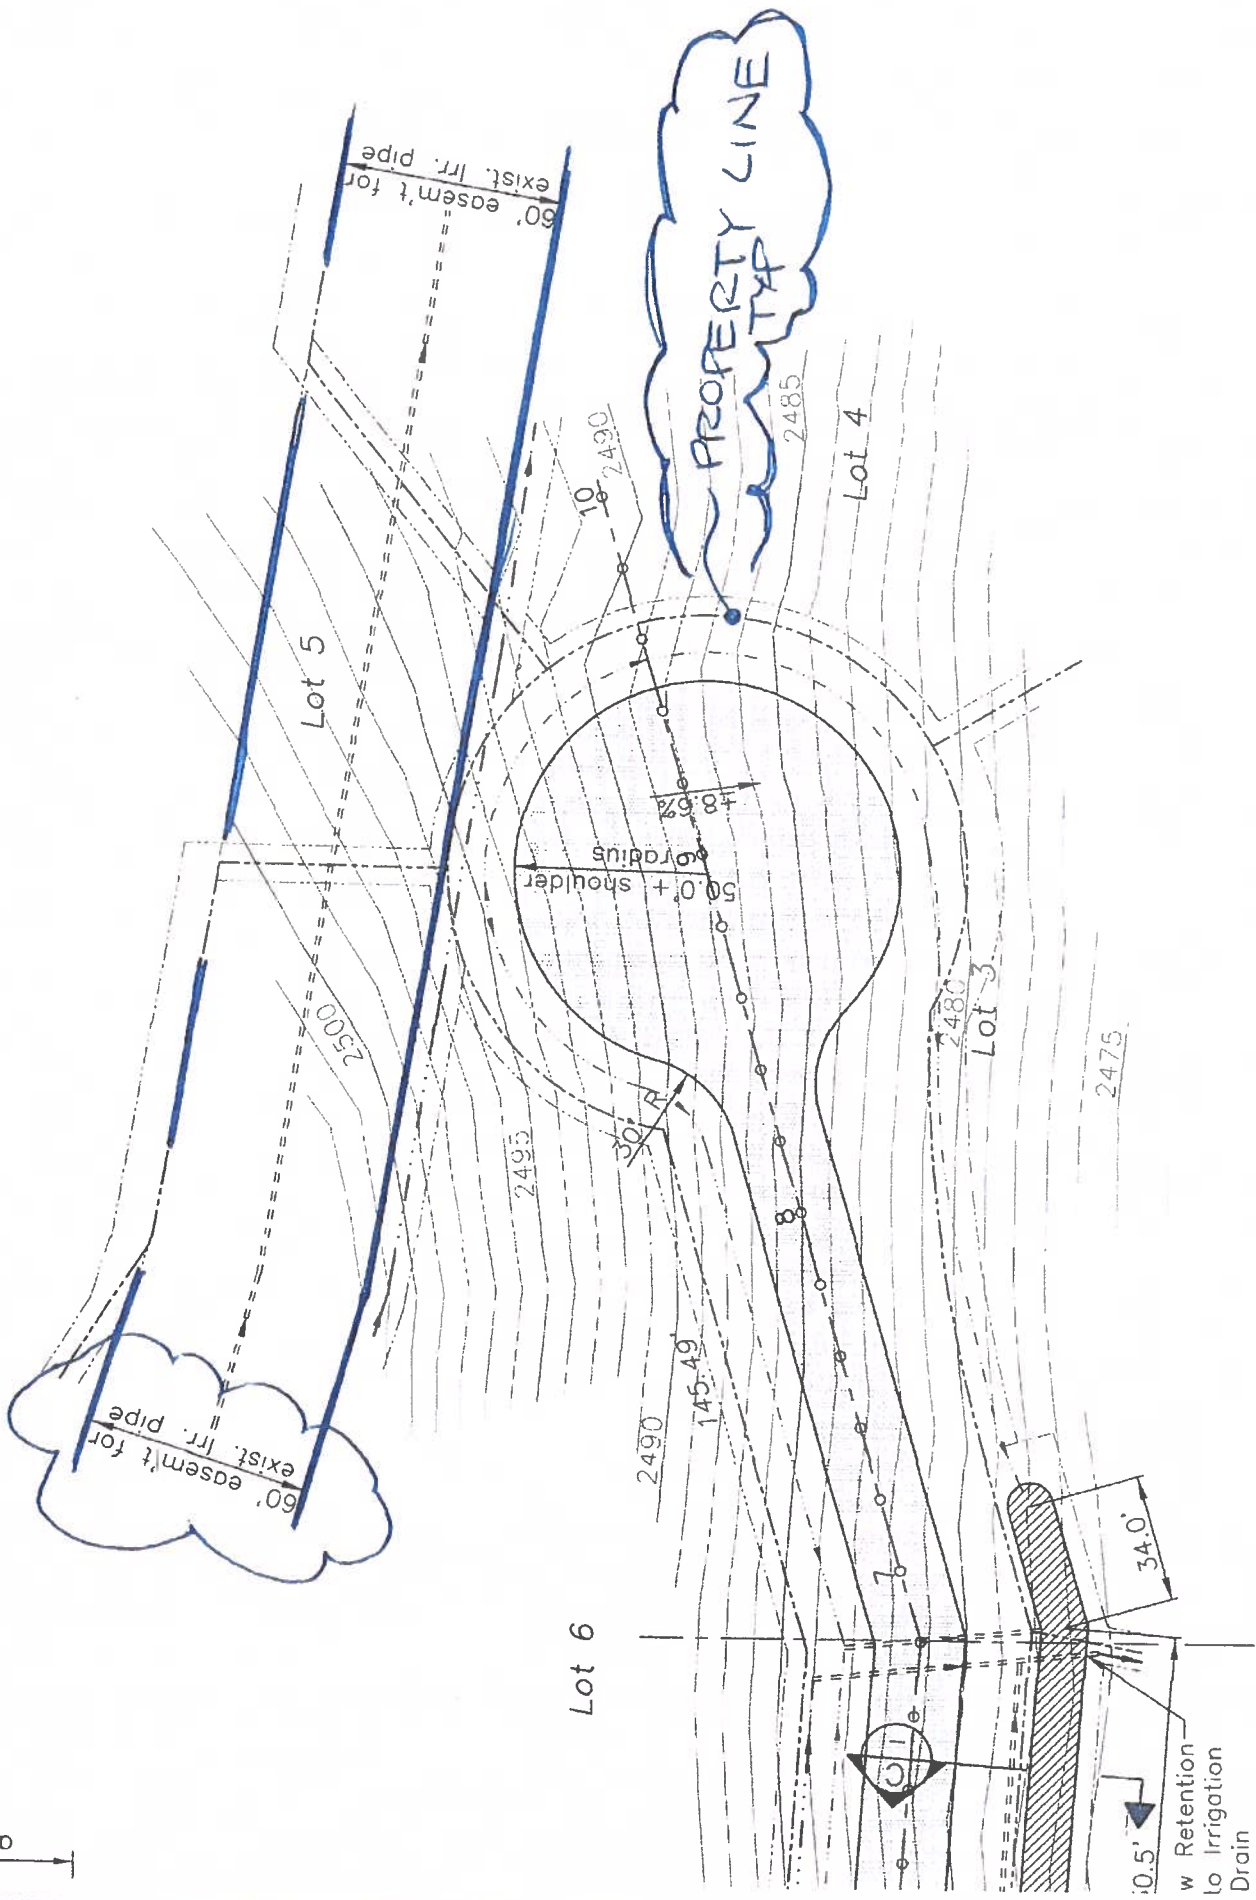 60' easem't for
exist. Irr. pipe
PROPERTY LINE
TYP
2490
10
2485
Lot 4
Lot 5
±8.6%
9
50.0' + shoulder
radius
2500
2480
Lot 3
2475
2495
30' R
8
60' easem't for
exist. Irr. pipe
145.49'
2490
7
34.0'
Lot 6
C 1
w Retention
to Irrigation
Drain